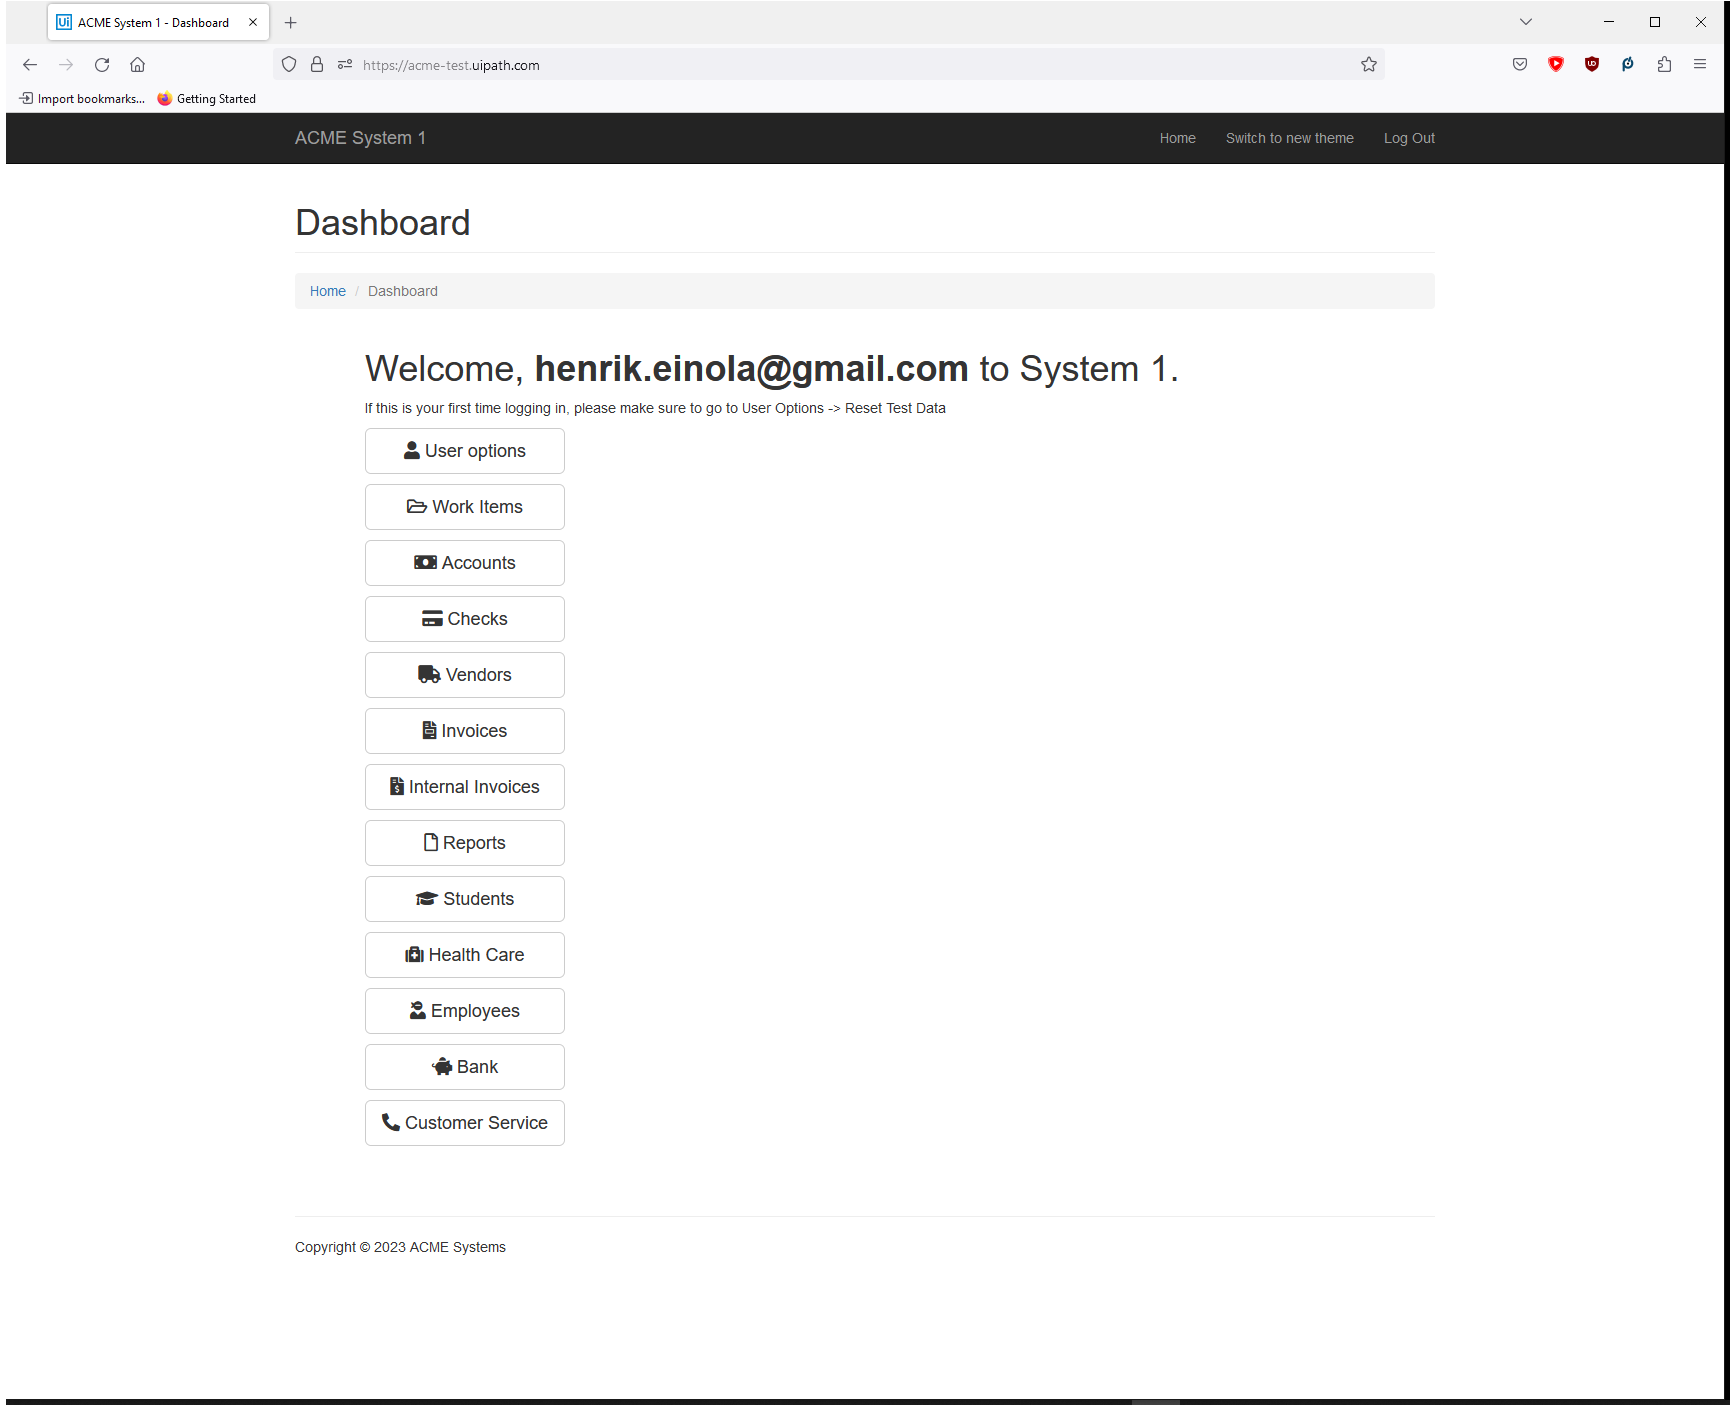 ACME System 1 - Dashboard
https://acme-test.uipath.com
Import bookmarks... Getting Started
ACME System 1 Home Switch to new theme Log Out
Dashboard
Home / Dashboard
Welcome, henrik.einola@gmail.com to System 1.
If this is your first time logging in, please make sure to go to User Options -> Reset Test Data
User options
Work Items
Accounts
Checks
Vendors
Invoices
Internal Invoices
Reports
Students
Health Care
Employees
Bank
Customer Service
Copyright © 2023 ACME Systems